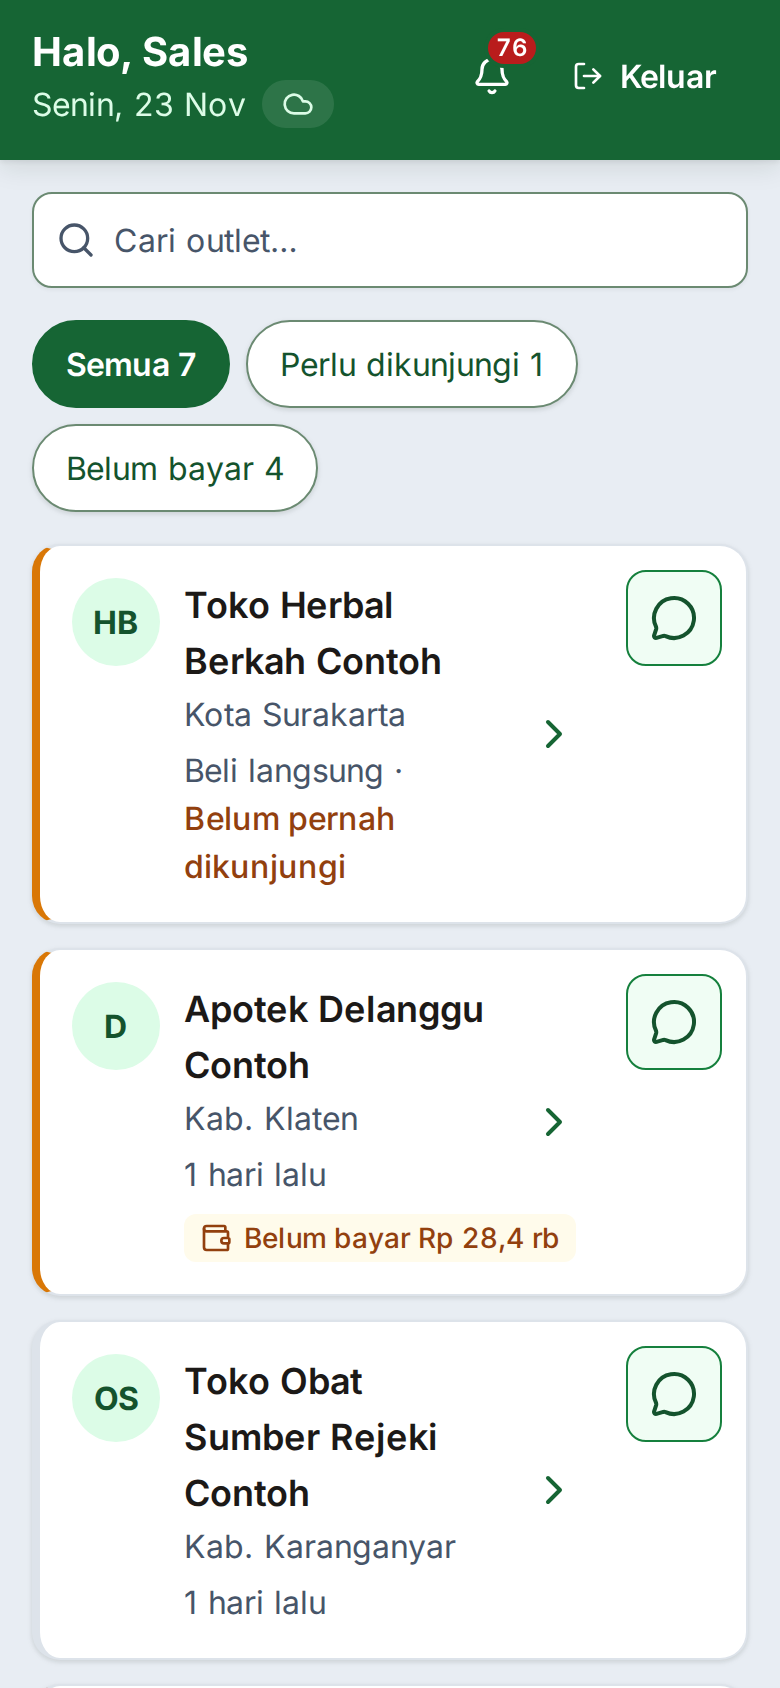 Halo, Sales
Senin, 23 Nov
76
Keluar
Cari outlet...
Semua 7
Perlu dikunjungi 1
Belum bayar 4
HB
Toko Herbal
Berkah Contoh
Kota Surakarta
Beli langsung ·
Belum pernah
dikunjungi
D
Apotek Delanggu
Contoh
Kab. Klaten
1 hari lalu
Belum bayar Rp 28,4 rb
OS
Toko Obat
Sumber Rejeki
Contoh
Kab. Karanganyar
1 hari lalu